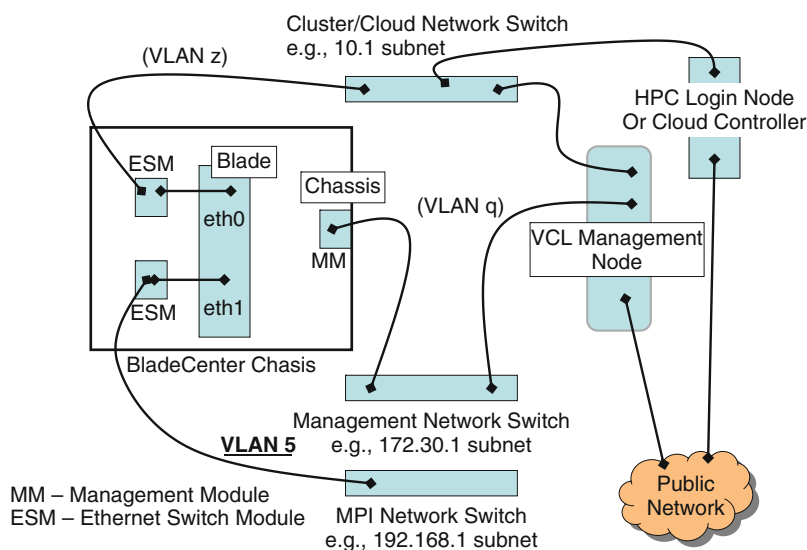 Cluster/Cloud Network Switch
e.g., 10.1 subnet
(VLAN z)
HPC Login Node
Or Cloud Controller
ESM
Blade
Chassis
eth0
MM
(VLAN q)
VCL Management
Node
ESM
eth1
BladeCenter Chasis
Management Network Switch
e.g., 172.30.1 subnet
VLAN 5
Public
Network
MM – Management Module
ESM – Ethernet Switch Module
MPI Network Switch
e.g., 192.168.1 subnet